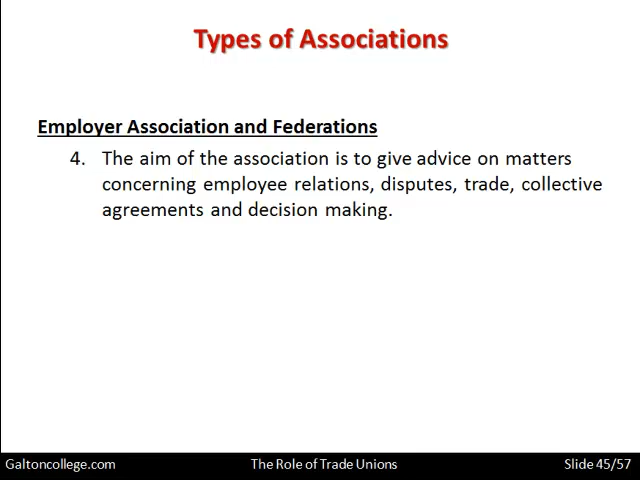 Types of Associations
Employer Association and Federations
4. The aim of the association is to give advice on matters
concerning employee relations, disputes, trade, collective
agreements and decision making.
Galtoncollege.com The Role of Trade Unions Slide 45/57